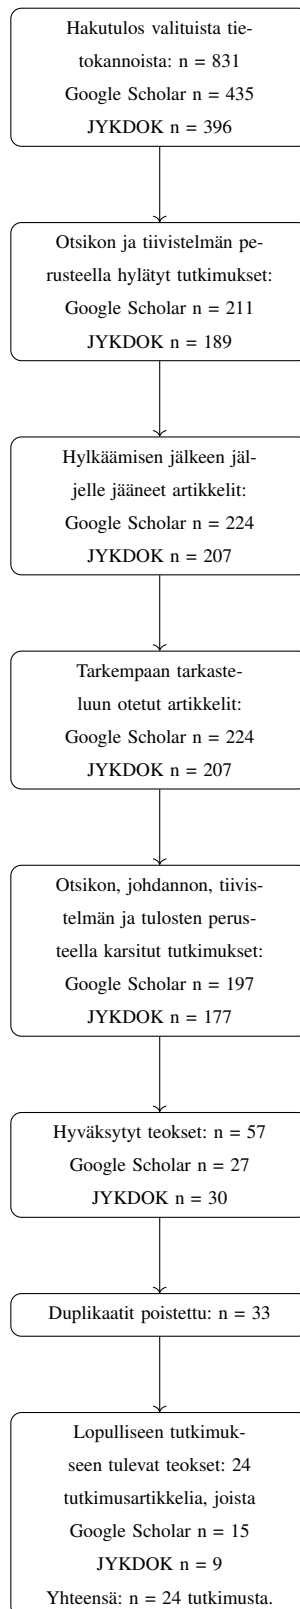 Hakutulos valituista tie-
tokannoista: n = 831
Google Scholar n = 435
JYKDOK n = 396
Otsikon ja tiivistelmän pe-
rusteella hylätyt tutkimukset:
Google Scholar n = 211
JYKDOK n = 189
Hylkäämisen jälkeen jäl-
jelle jääneet artikkelit:
Google Scholar n = 224
JYKDOK n = 207
Tarkempaan tarkaste-
luun otetut artikkelit:
Google Scholar n = 224
JYKDOK n = 207
Otsikon, johdannon, tiivis-
telmän ja tulosten perus-
teella karsitut tutkimukset:
Google Scholar n = 197
JYKDOK n = 177
Hyväksytyt teokset: n = 57
Google Scholar n = 27
JYKDOK n = 30
Duplikaatit poistettu: n = 33
Lopulliseen tutkimuk-
seen tulevat teokset: 24
tutkimusartikkelia, joista
Google Scholar n = 15
JYKDOK n = 9
Yhteensä: n = 24 tutkimusta.